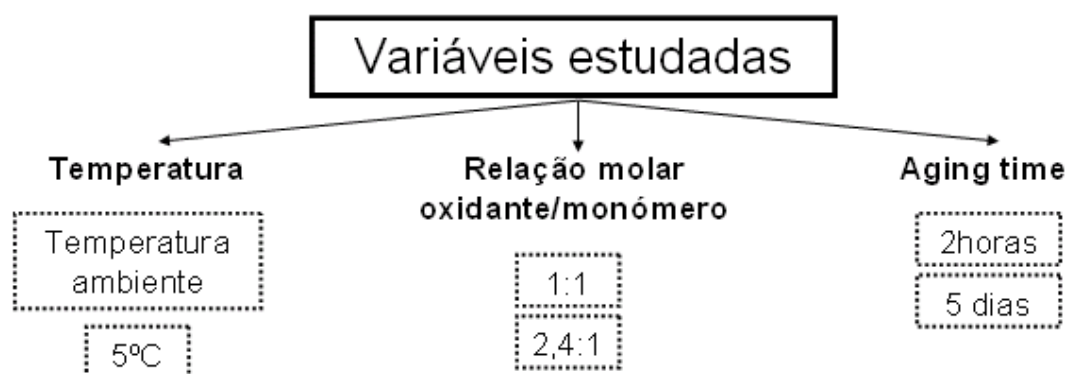 Variáveis estudadas
Temperatura
Temperatura
ambiente
5ºC
Relação molar
oxidante/monómero
1:1
2,4:1
Aging time
2horas
5 dias